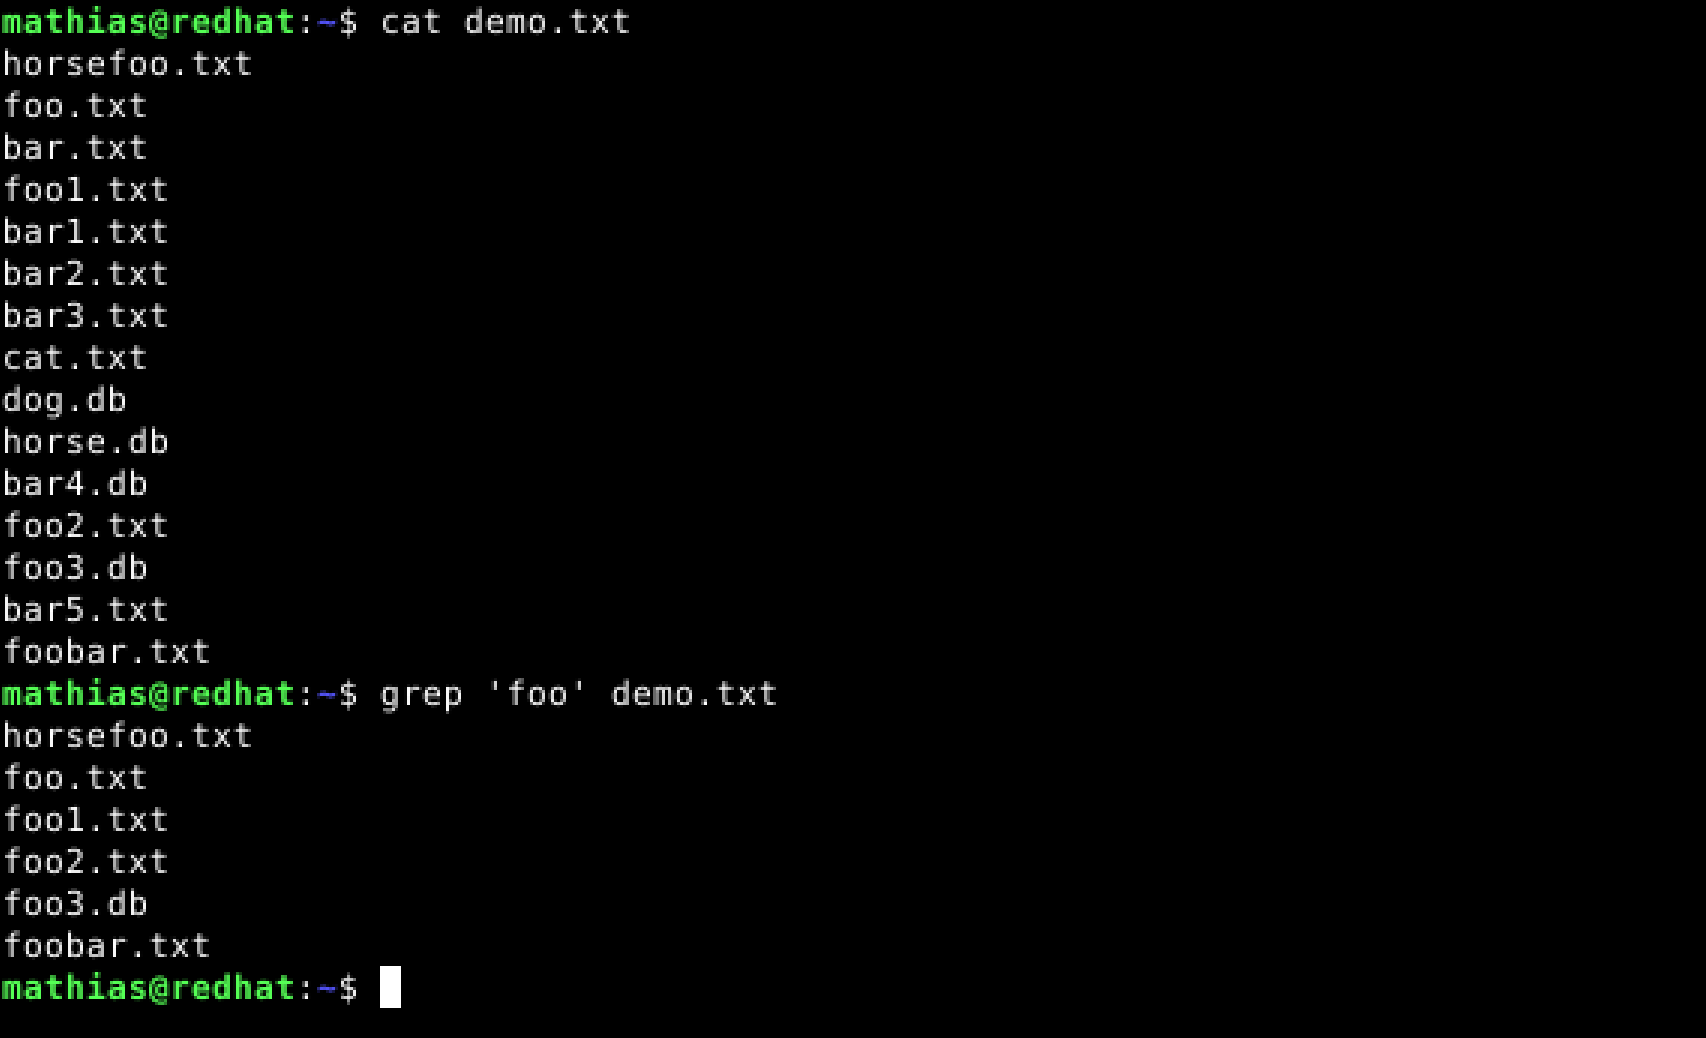 mathias@redhat:~$ cat demo.txt
horsefoo.txt
foo.txt
bar.txt
foo1.txt
bar1.txt
bar2.txt
bar3.txt
cat.txt
dog.db
horse.db
bar4.db
foo2.txt
foo3.db
bar5.txt
foobar.txt
mathias@redhat:~$ grep 'foo' demo.txt
horsefoo.txt
foo.txt
foo1.txt
foo2.txt
foo3.db
foobar.txt
mathias@redhat:~$